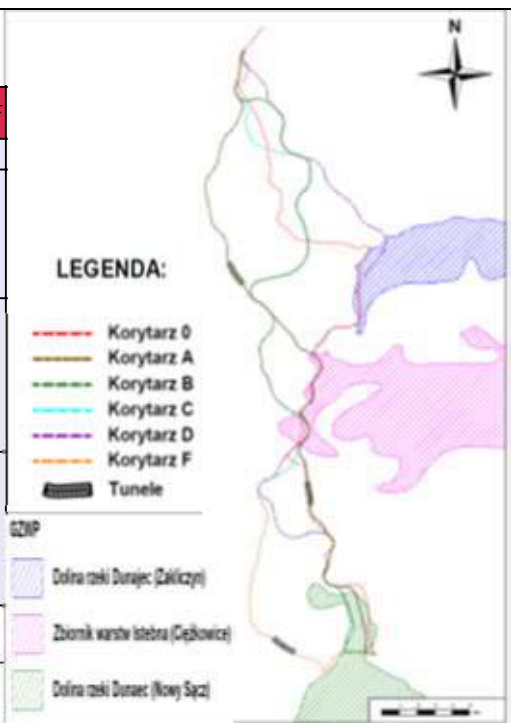 N
LEGENDA:
Korytarz 0
Korytarz A
Korytarz B
Korytarz C
Korytarz D
Korytarz F
Tunele
GZWP
Dolina rzeki Dunajec (Zakliczyn)
Zbiornik warstw Istebna (Ciężkowice)
Dolina rzeki Dunaec (Nowy Sącz)